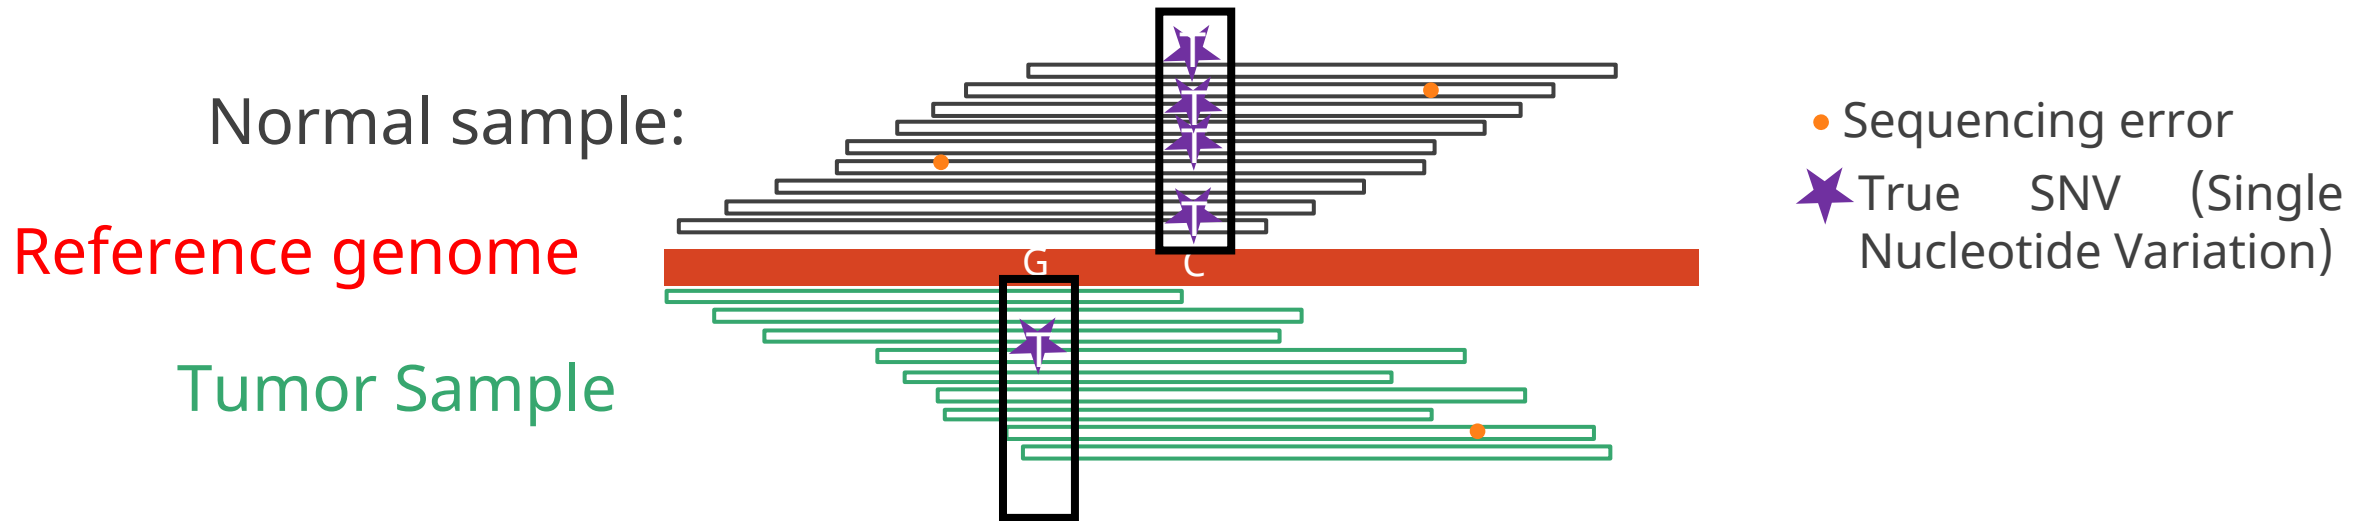 T
T
T
T
Normal sample:
Sequencing error
True SNV (Single
Nucleotide Variation)
Reference genome
G
C
T
Tumor Sample